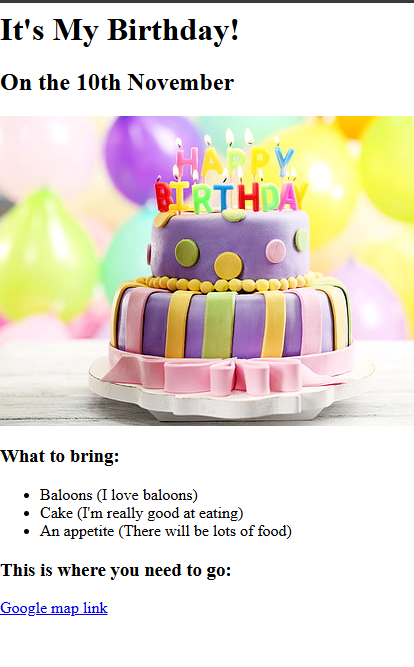 It's My Birthday!
On the 10th November
HAPPY
BIRTHDAY
What to bring:
Baloons (I love baloons)
Cake (I'm really good at eating)
An appetite (There will be lots of food)
This is where you need to go:
Google map link